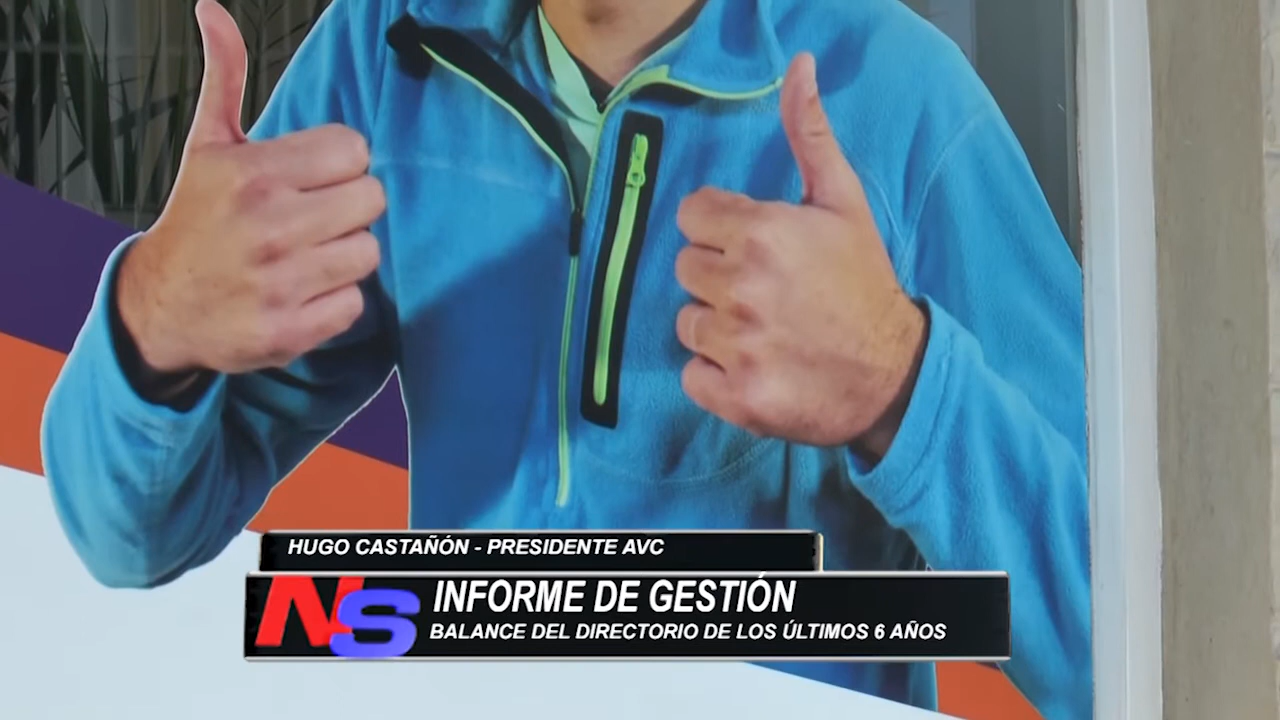 HUGO CASTAÑÓN - PRESIDENTE AVC
NS
INFORME DE GESTIÓN
BALANCE DEL DIRECTORIO DE LOS ÚLTIMOS 6 AÑOS